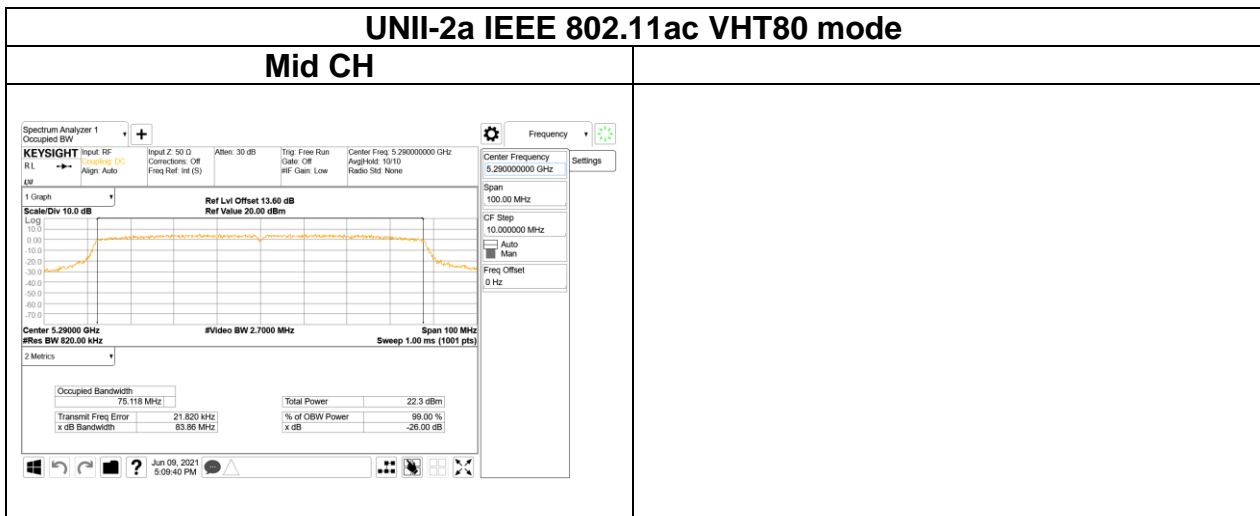 UNII-2a IEEE 802.11ac VHT80 mode
Mid CH
Spectrum Analyzer 1
Occupied BW
Frequency
KEYSIGHT
RL
Input: RF
Coupling: DC
Align: Auto
Input Z: 50 Ω
Corrections: Off
Freq Ref: Int (S)
Atten: 30 dB
Trig: Free Run
Gate: Off
#IF Gain: Low
Center Freq: 5.290000000 GHz
Avg|Hold: 10/10
Radio Std: None
Center Frequency
5.290000000 GHz
Settings
Span
100.00 MHz
CF Step
10.000000 MHz
Auto
Man
Freq Offset
0 Hz
1 Graph
Scale/Div 10.0 dB
Ref Lvl Offset 13.60 dB
Ref Value 20.00 dBm
Log
10.0
0.00
-10.0
-20.0
-30.0
-40.0
-50.0
-60.0
-70.0
Center 5.29000 GHz
#Res BW 820.00 kHz
#Video BW 2.7000 MHz
Span 100 MHz
Sweep 1.00 ms (1001 pts)
2 Metrics
Occupied Bandwidth
75.118 MHz
Total Power 22.3 dBm
Transmit Freq Error 21.820 kHz
% of OBW Power 99.00 %
x dB Bandwidth 83.86 MHz
x dB -26.00 dB
?
Jun 09, 2021
5:09:40 PM